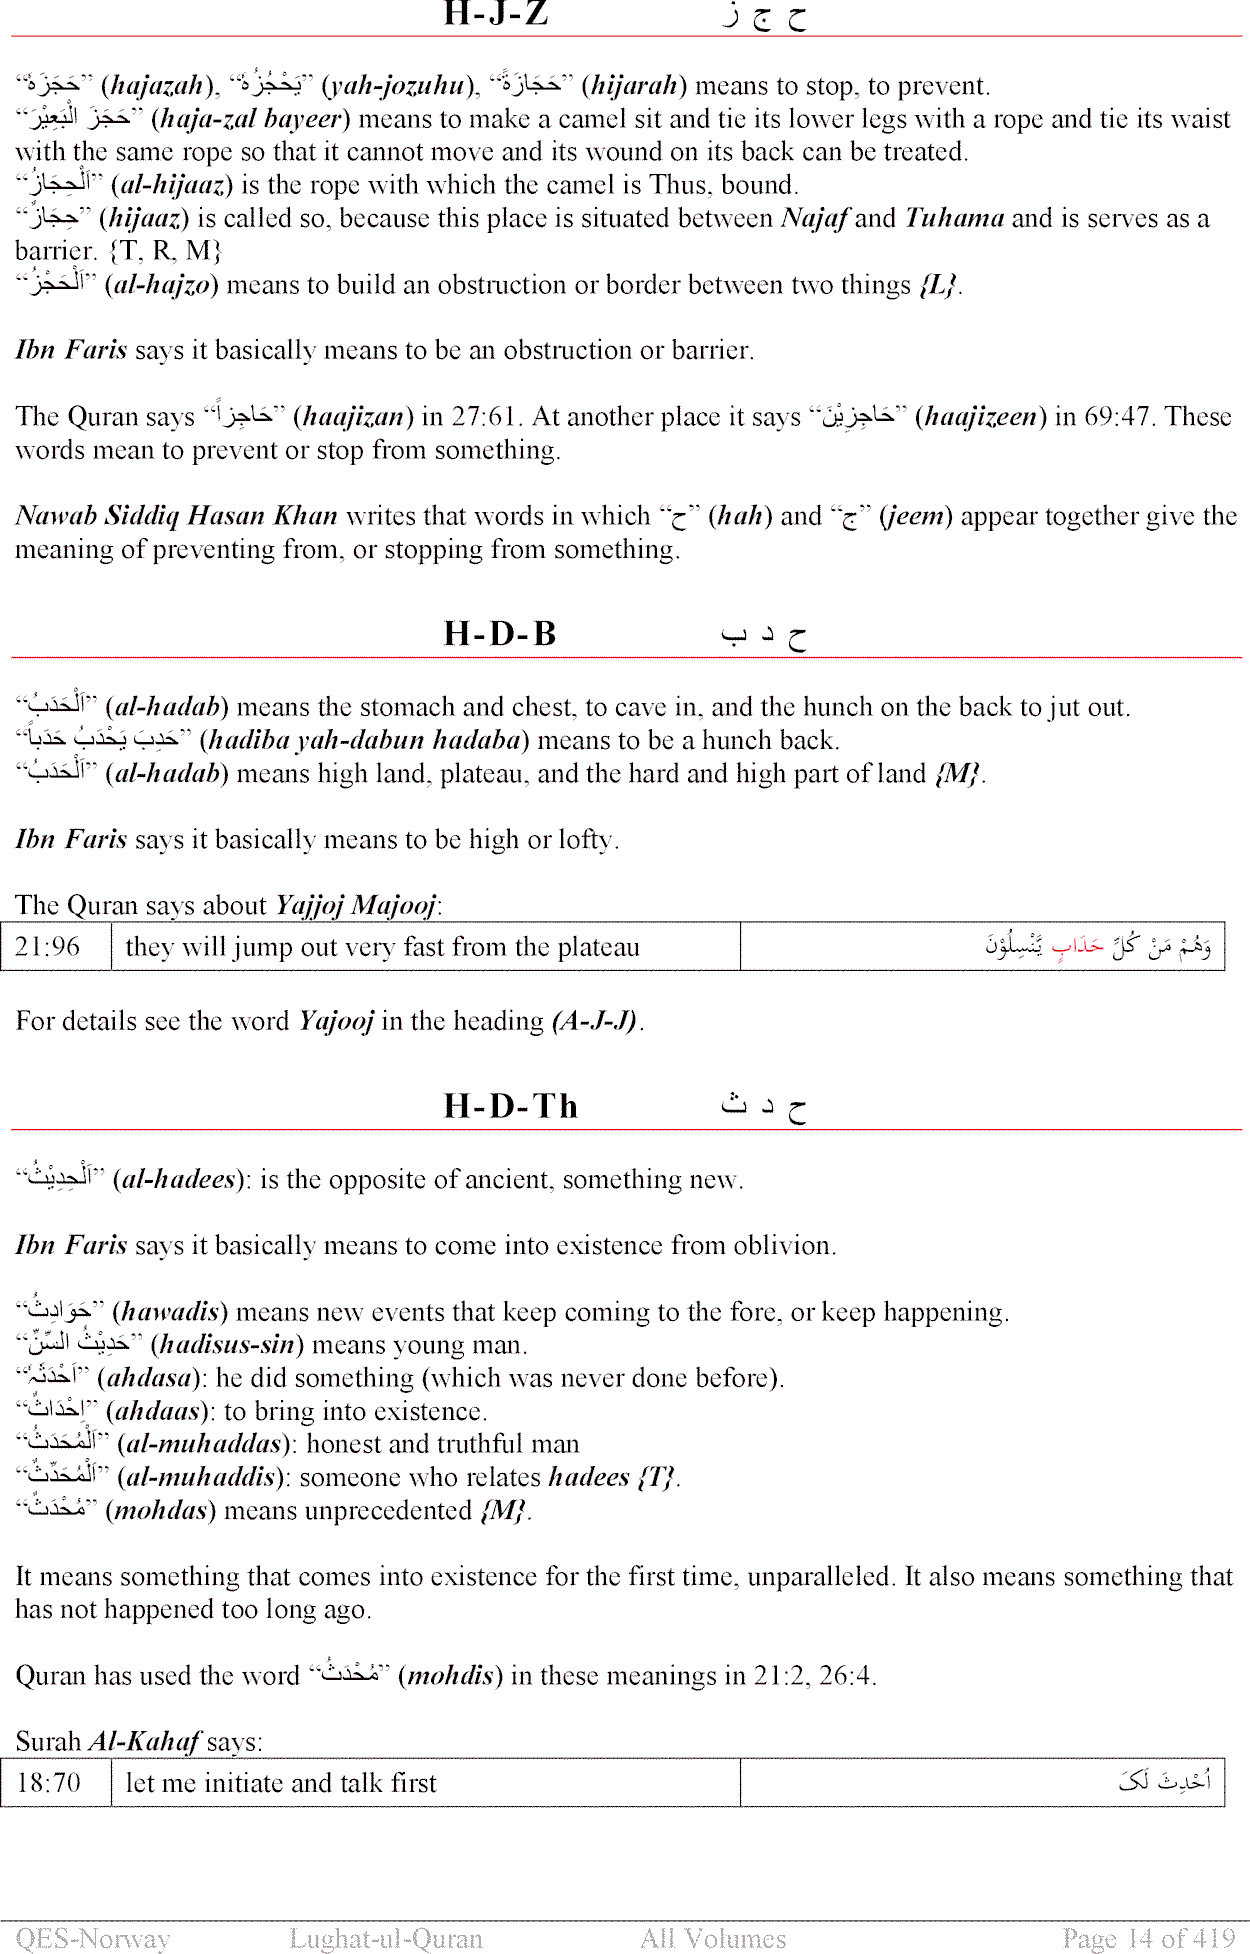 H-J-Z ح ج ز
“حَجَزَہٗ” (hajazah), “یَحْجُزُہٗ” (yah-jozuhu), “حَجَازَۃً” (hijarah) means to stop, to prevent.
“حَجَزَ الْبَعِیْرَ” (haja-zal bayeer) means to make a camel sit and tie its lower legs with a rope and tie its waist
with the same rope so that it cannot move and its wound on its back can be treated.
“اَلْحِجَازُ” (al-hijaaz) is the rope with which the camel is Thus, bound.
“حِجَازٌ” (hijaaz) is called so, because this place is situated between Najaf and Tuhama and is serves as a
barrier. {T, R, M}
“اَلْحَجْزُ” (al-hajzo) means to build an obstruction or border between two things {L}.
Ibn Faris says it basically means to be an obstruction or barrier.
The Quran says “حَاجِزاً” (haajizan) in 27:61. At another place it says “حَاجِزِیْنَ” (haajizeen) in 69:47. These
words mean to prevent or stop from something.
Nawab Siddiq Hasan Khan writes that words in which “ح” (hah) and “ج” (jeem) appear together give the
meaning of preventing from, or stopping from something.
H-D-B ح د ب
“اَلْحَدَبُ” (al-hadab) means the stomach and chest, to cave in, and the hunch on the back to jut out.
“حَدِبَ یَحْدَبُ حَدَباً” (hadiba yah-dabun hadaba) means to be a hunch back.
“اَلْحَدَبُ” (al-hadab) means high land, plateau, and the hard and high part of land {M}.
Ibn Faris says it basically means to be high or lofty.
The Quran says about Yajjoj Majooj:
21:96 they will jump out very fast from the plateau وَھُمْ مَنْ کُلِّ حَدَابٍ یَّنْسِلُوْنَ
For details see the word Yajooj in the heading (A-J-J).
H-D-Th ح د ث
“اَلْحِدِیْثُ” (al-hadees): is the opposite of ancient, something new.
Ibn Faris says it basically means to come into existence from oblivion.
“حَوَادِثُ” (hawadis) means new events that keep coming to the fore, or keep happening.
“حَدِیْثُ السِّنِّ” (hadisus-sin) means young man.
“اَحْدَثَہٗ” (ahdasa): he did something (which was never done before).
“اِحْدَاثٌ” (ahdaas): to bring into existence.
“اَلْمُحَدَثُ” (al-muhaddas): honest and truthful man
“اَلْمُحَدِّثُ” (al-muhaddis): someone who relates hadees {T}.
“مُحْدَثٌ” (mohdas) means unprecedented {M}.
It means something that comes into existence for the first time, unparalleled. It also means something that
has not happened too long ago.
Quran has used the word “مُحْدَثُ” (mohdis) in these meanings in 21:2, 26:4.
Surah Al-Kahaf says:
18:70 let me initiate and talk first اُحْدِثَ لَکَ
QES-Norway Lughat-ul-Quran All Volumes Page 14 of 419